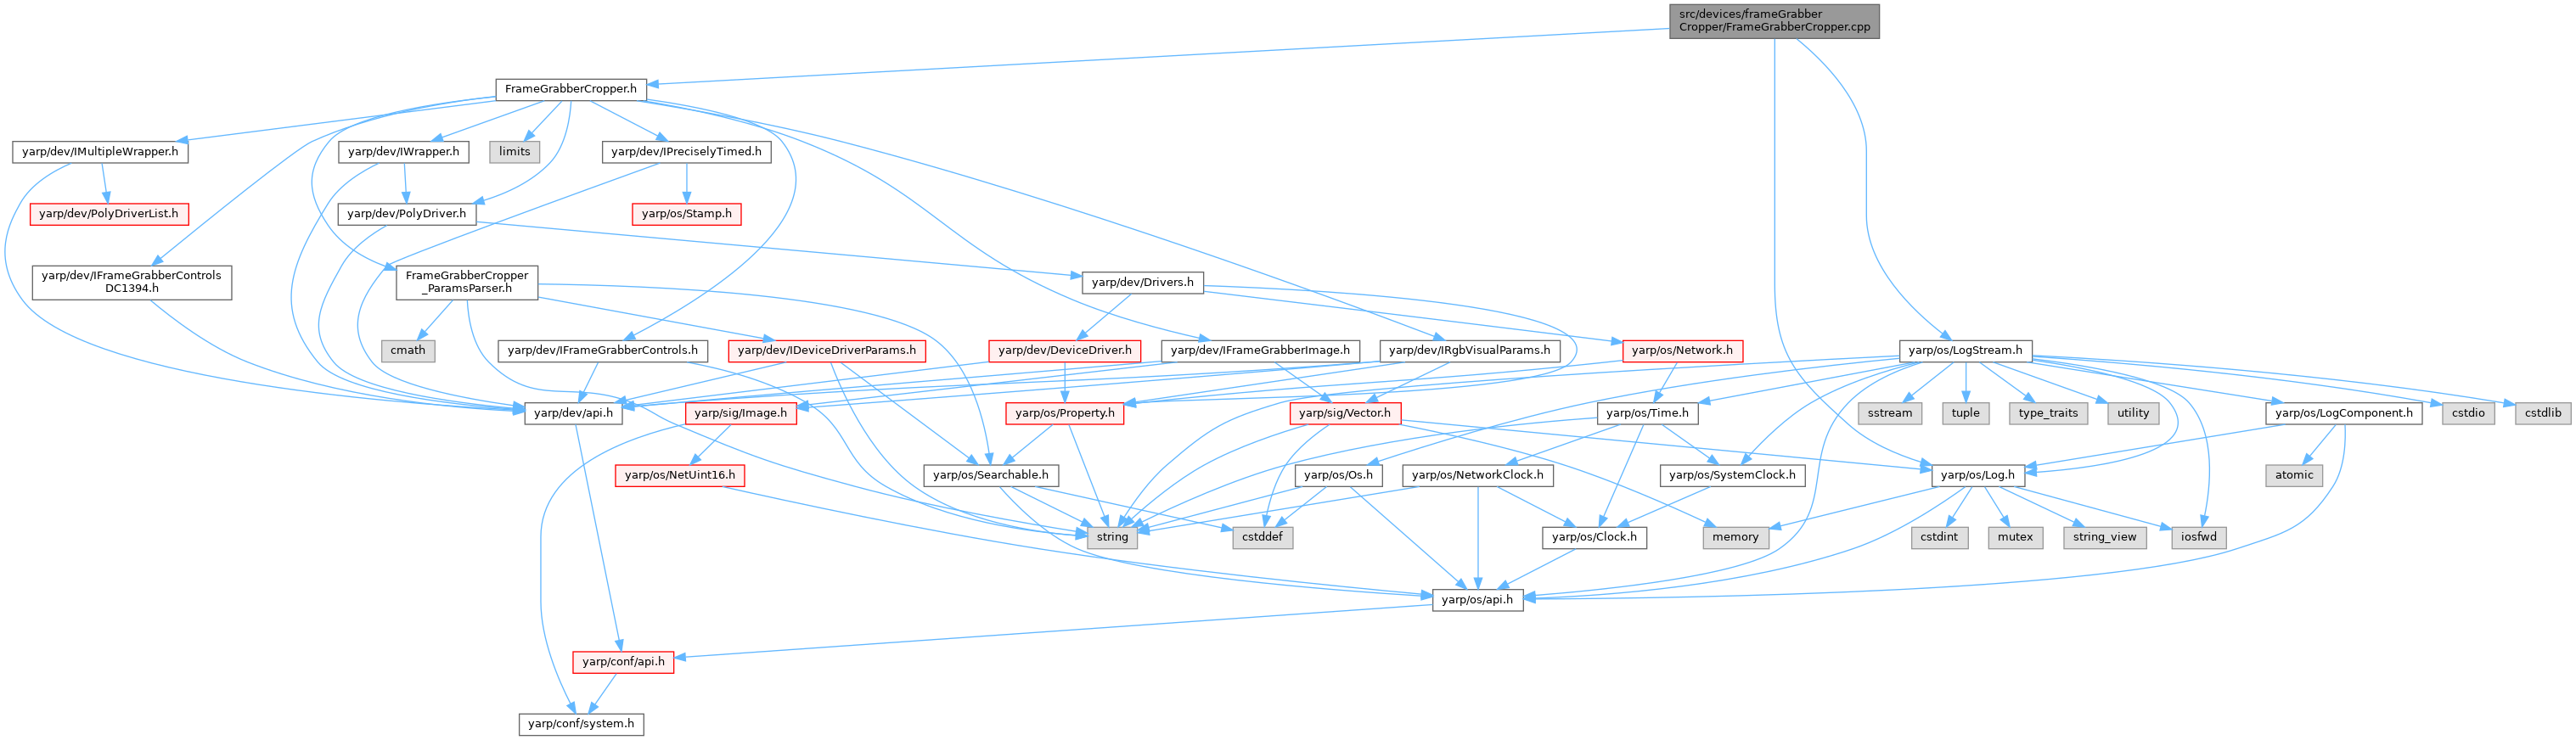 src/devices/frameGrabber
Cropper/FrameGrabberCropper.cpp
FrameGrabberCropper.h
yarp/dev/IMultipleWrapper.h
yarp/dev/IWrapper.h
limits
yarp/dev/IPreciselyTimed.h
yarp/dev/PolyDriverList.h
yarp/dev/PolyDriver.h
yarp/os/Stamp.h
yarp/dev/IFrameGrabberControls
DC1394.h
FrameGrabberCropper
_ParamsParser.h
yarp/dev/Drivers.h
cmath
yarp/dev/IFrameGrabberControls.h
yarp/dev/IDeviceDriverParams.h
yarp/dev/DeviceDriver.h
yarp/dev/IFrameGrabberImage.h
yarp/dev/IRgbVisualParams.h
yarp/os/Network.h
yarp/os/LogStream.h
yarp/dev/api.h
yarp/sig/Image.h
yarp/os/Property.h
yarp/sig/Vector.h
yarp/os/Time.h
sstream
tuple
type_traits
utility
yarp/os/LogComponent.h
cstdio
cstdlib
yarp/os/NetUint16.h
yarp/os/Searchable.h
yarp/os/Os.h
yarp/os/NetworkClock.h
yarp/os/SystemClock.h
yarp/os/Log.h
atomic
string
cstddef
yarp/os/Clock.h
memory
cstdint
mutex
string_view
iosfwd
yarp/os/api.h
yarp/conf/api.h
yarp/conf/system.h